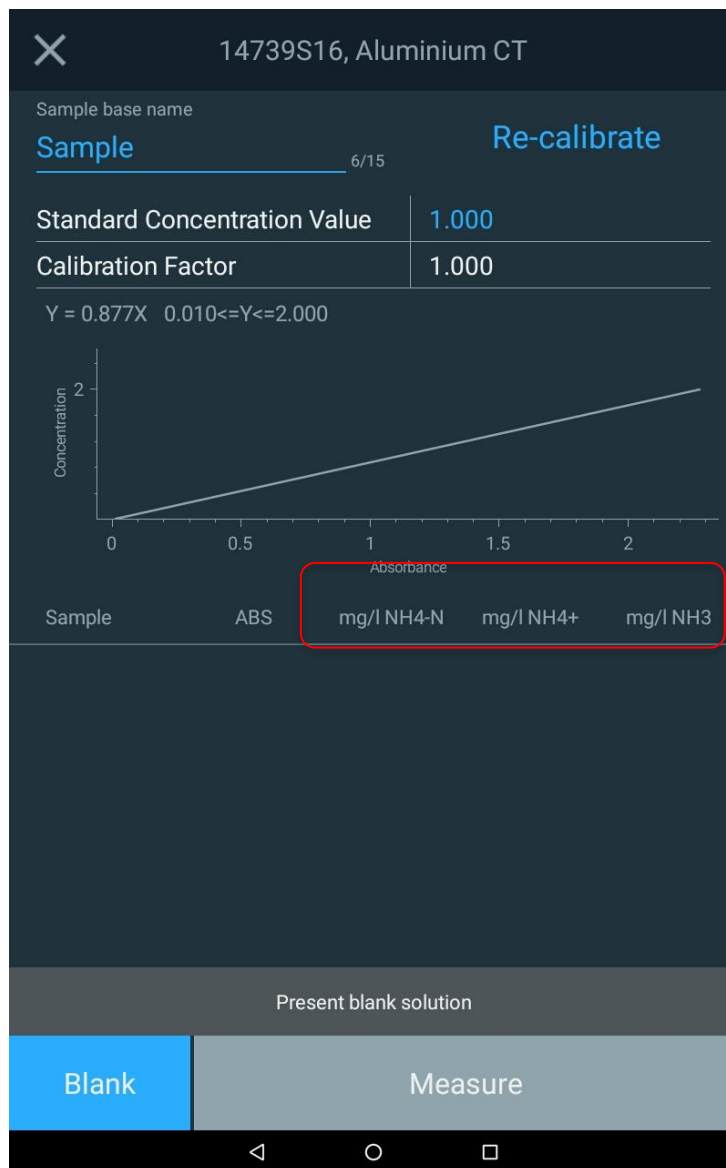 14739S16, Aluminium CT
Sample base name
Sample
6/15
Re-calibrate
Standard Concentration Value 1.000
Calibration Factor 1.000
Y = 0.877X 0.010<=Y<=2.000
Concentration
2
0 0.5 1 1.5 2
Absorbance
Sample ABS mg/l NH4-N mg/l NH4+ mg/l NH3
Present blank solution
Blank Measure